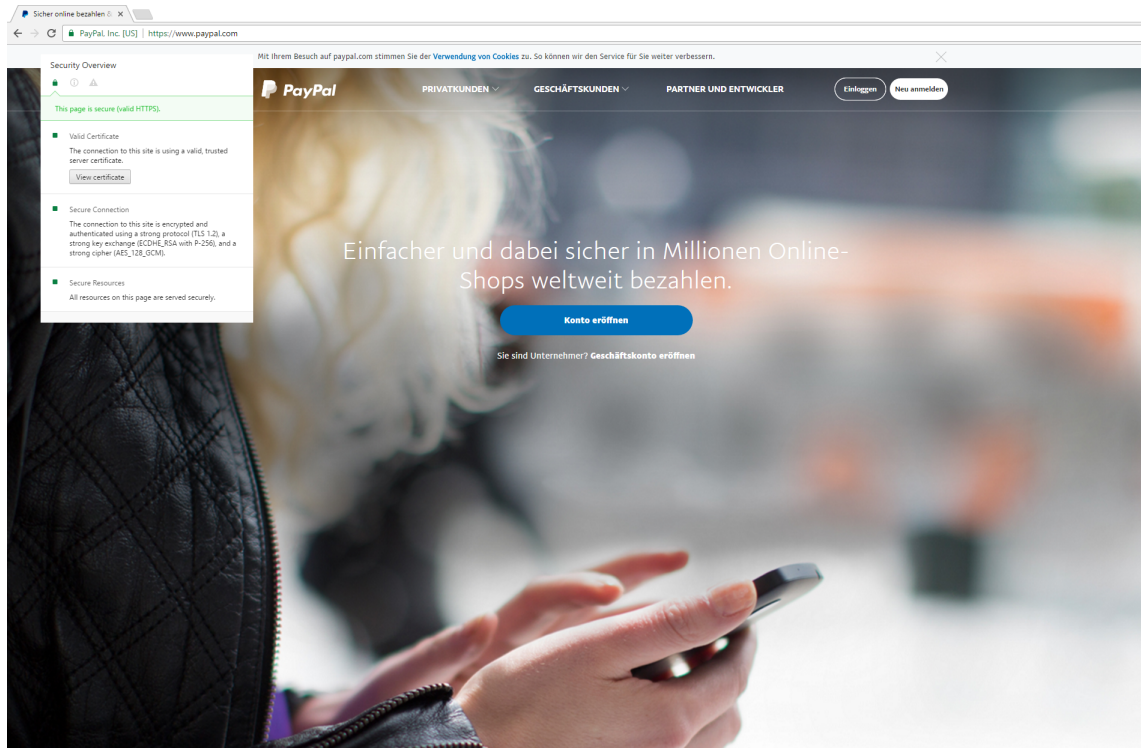 Sicher online bezahlen &
PayPal, Inc. [US] | https://www.paypal.com
Mit Ihrem Besuch auf paypal.com stimmen Sie der Verwendung von Cookies zu. So können wir den Service für Sie weiter verbessern.
Security Overview
This page is secure (valid HTTPS).
Valid Certificate
The connection to this site is using a valid, trusted
server certificate.
View certificate
Secure Connection
The connection to this site is encrypted and
authenticated using a strong protocol (TLS 1.2), a
strong key exchange (ECDHE_RSA with P-256), and a
strong cipher (AES_128_GCM).
Secure Resources
All resources on this page are served securely.
PayPal
PRIVATKUNDEN
GESCHÄFTSKUNDEN
PARTNER UND ENTWICKLER
Einloggen
Neu anmelden
Einfacher und dabei sicher in Millionen Online-
Shops weltweit bezahlen.
Konto eröffnen
Sie sind Unternehmer? Geschäftskonto eröffnen